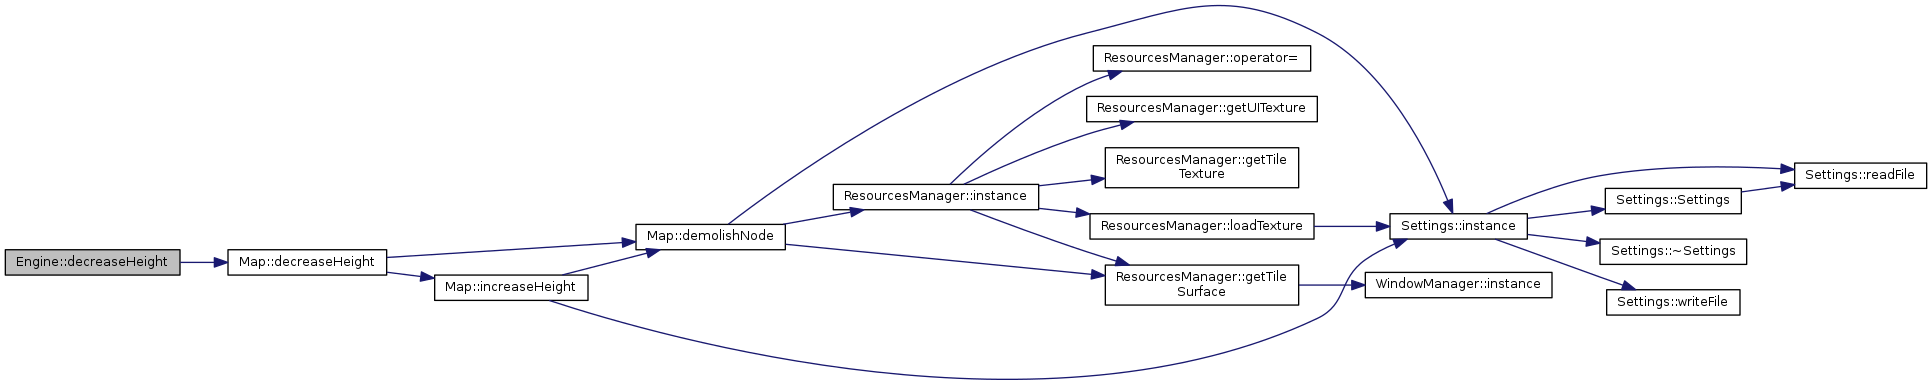 Engine::decreaseHeight
Map::decreaseHeight
Map::increaseHeight
Map::demolishNode
ResourcesManager::instance
ResourcesManager::operator=
ResourcesManager::getUITexture
ResourcesManager::getTile
Texture
ResourcesManager::loadTexture
ResourcesManager::getTile
Surface
Settings::instance
WindowManager::instance
Settings::Settings
Settings::~Settings
Settings::writeFile
Settings::readFile